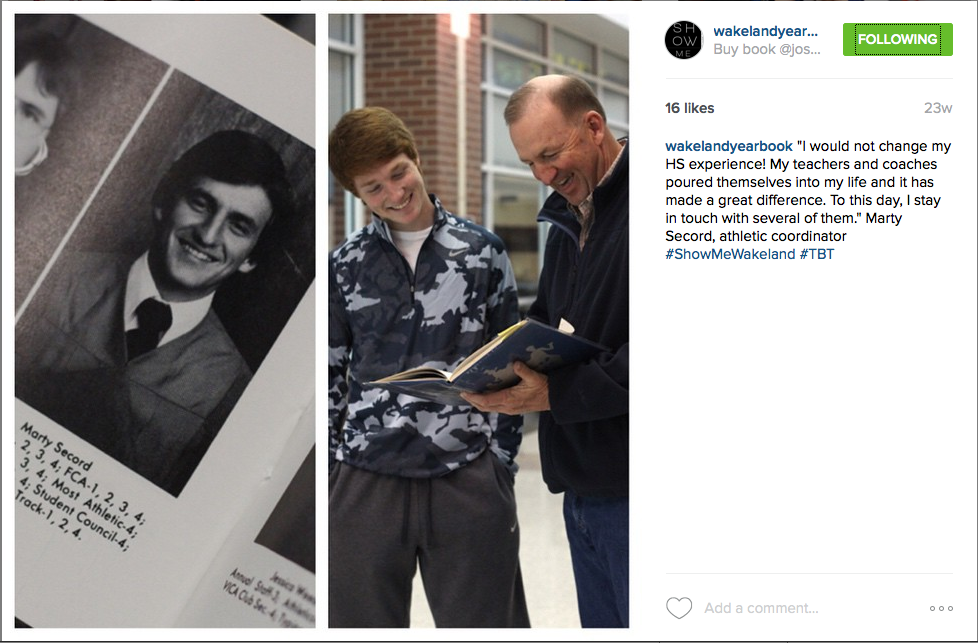 Marty Secord
2, 3, 4; FCA-1, 2, 3, 4;
3, 4; Most Athletic-4;
4; Student Council-4;
Track-1, 2, 4.
Jessica
Annual Staff-3,
VICA Club Sec.-4;
SH
OW
ME
wakelandyear...
Buy book @jos...
FOLLOWING
16 likes
23w
wakelandyearbook "I would not change my
HS experience! My teachers and coaches
poured themselves into my life and it has
made a great difference. To this day, I stay
in touch with several of them." Marty
Secord, athletic coordinator
#ShowMeWakeland #TBT
Add a comment...